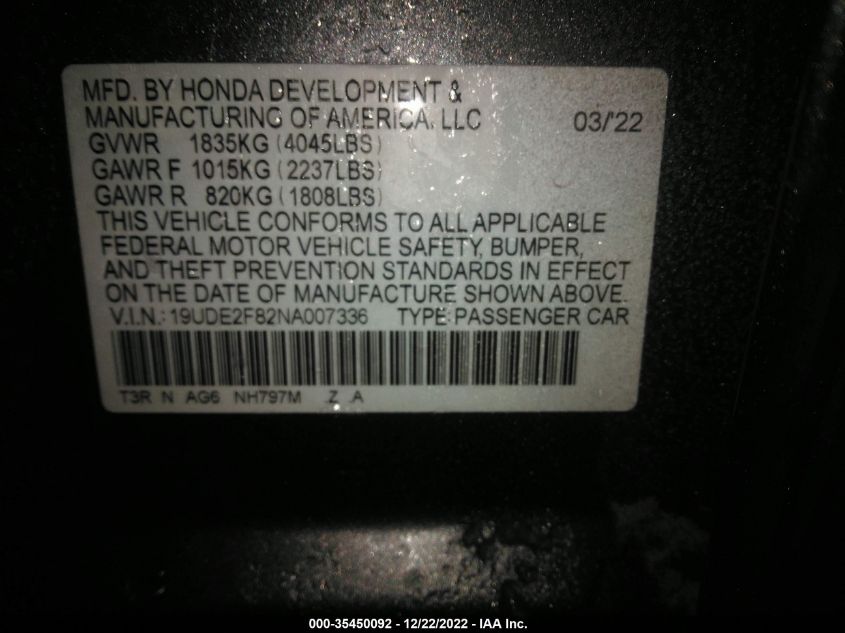 MFD. BY HONDA DEVELOPMENT &
MANUFACTURING OF AMERICA, LLC 03/'22
GVWR 1835KG (4045LBS)
GAWR F 1015KG (2237LBS)
GAWR R 820KG (1808LBS)
THIS VEHICLE CONFORMS TO ALL APPLICABLE
FEDERAL MOTOR VEHICLE SAFETY, BUMPER,
AND THEFT PREVENTION STANDARDS IN EFFECT
ON THE DATE OF MANUFACTURE SHOWN ABOVE.
V.I.N.: 19UDE2F82NA007336 TYPE: PASSENGER CAR
T3R N AG6 NH797M .Z .A
000-35450092 - 12/22/2022 - IAA Inc.